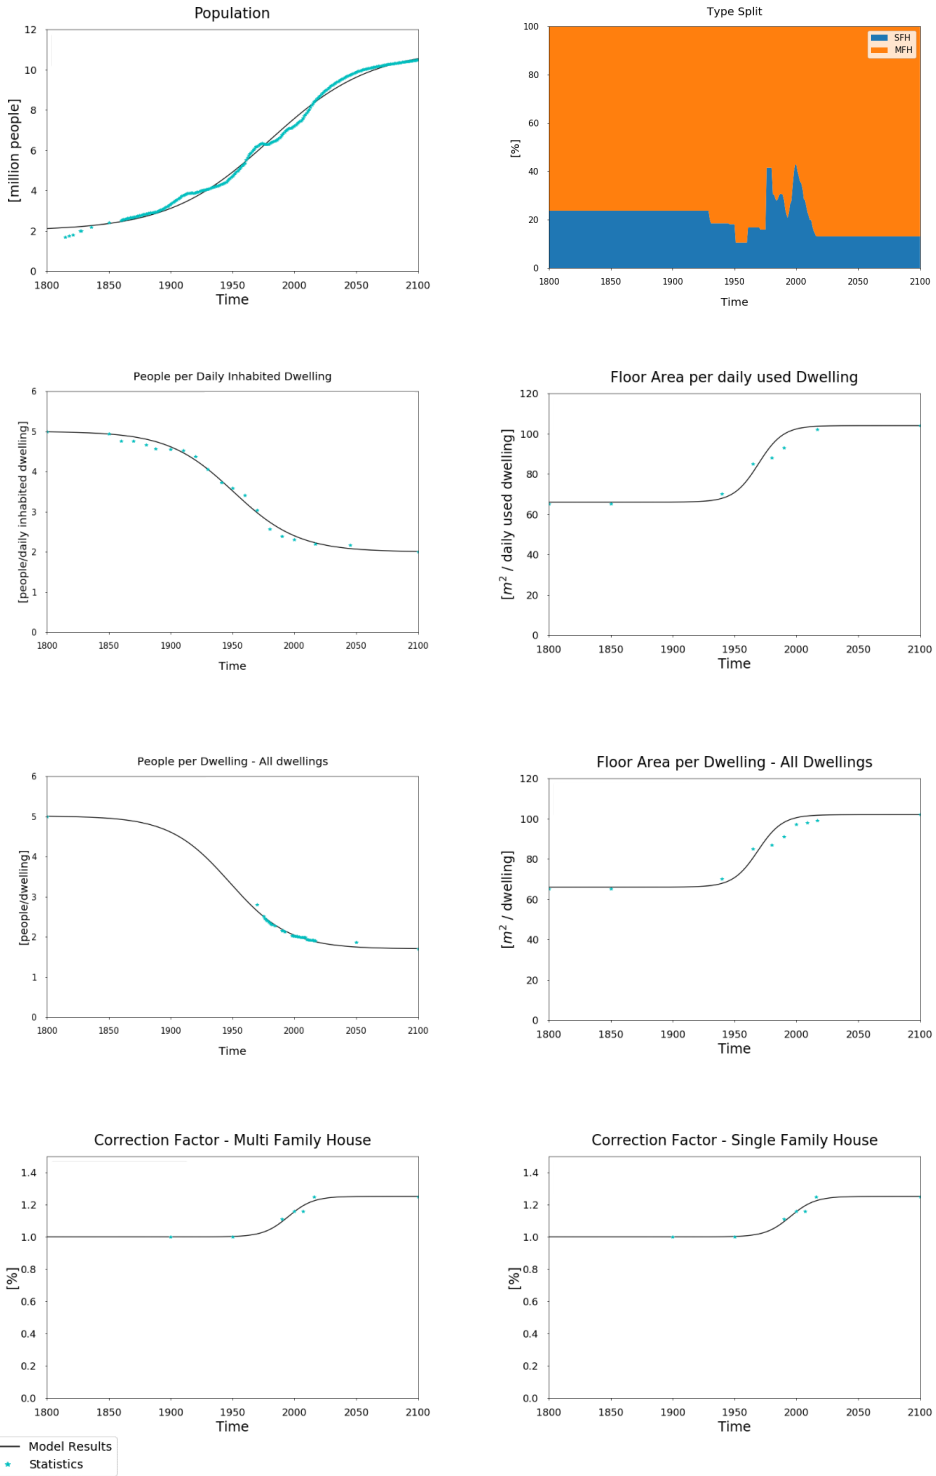 Population
[million people]
12
10
8
6
4
2
0
1800 1850 1900 1950 2000 2050 2100
Time
Type Split
SFH
MFH
[%]
100
80
60
40
20
0
1800 1850 1900 1950 2000 2050 2100
Time
People per Daily Inhabited Dwelling
[people/daily inhabited dwelling]
6
5
4
3
2
1
0
1800 1850 1900 1950 2000 2050 2100
Time
Floor Area per daily used Dwelling
[m² / daily used dwelling]
120
100
80
60
40
20
0
1800 1850 1900 1950 2000 2050 2100
Time
People per Dwelling - All dwellings
[people/dwelling]
6
5
4
3
2
1
0
1800 1850 1900 1950 2000 2050 2100
Time
Floor Area per Dwelling - All Dwellings
[m² / dwelling]
120
100
80
60
40
20
0
1800 1850 1900 1950 2000 2050 2100
Time
Correction Factor - Multi Family House
[%]
1.4
1.2
1.0
0.8
0.6
0.4
0.2
0.0
1800 1850 1900 1950 2000 2050 2100
Time
Correction Factor - Single Family House
[%]
1.4
1.2
1.0
0.8
0.6
0.4
0.2
0.0
1800 1850 1900 1950 2000 2050 2100
Time
Model Results
Statistics